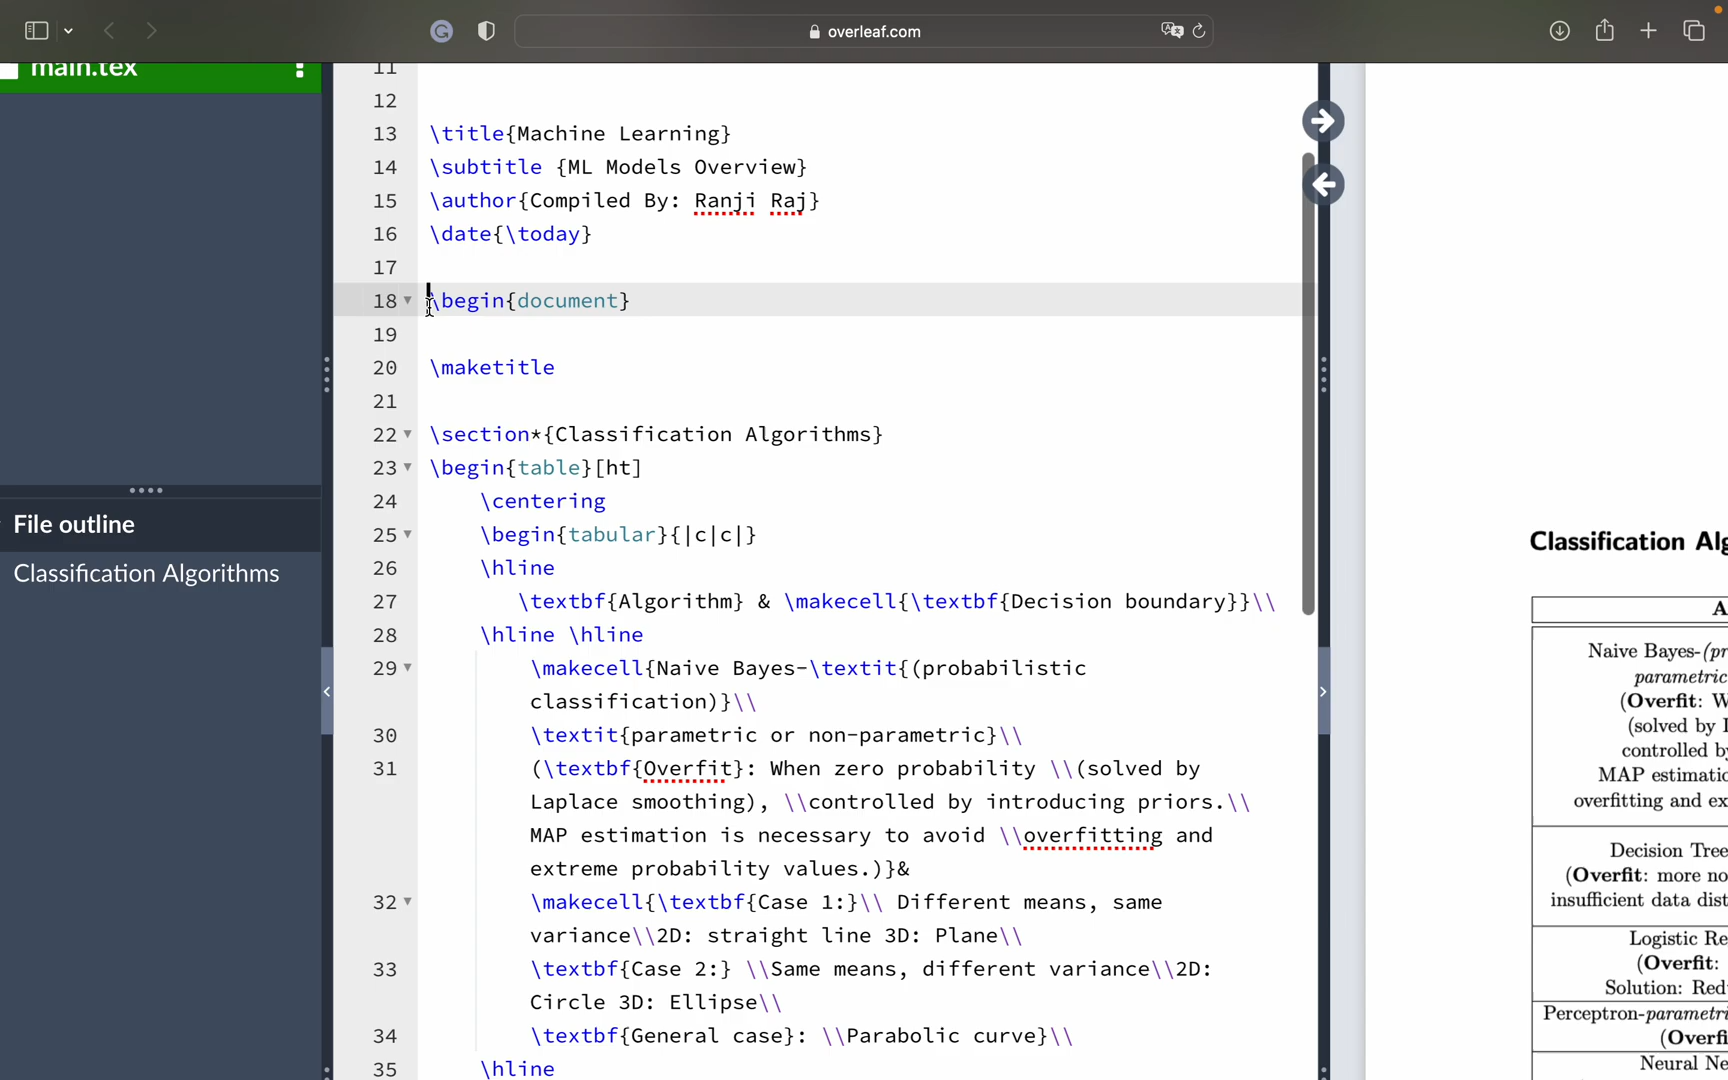 overleaf.com
main.tex
File outline
Classification Algorithms
11
12
13 \title{Machine Learning}
14 \subtitle {ML Models Overview}
15 \author{Compiled By: Ranji Raj}
16 \date{\today}
17
18 \begin{document}
19
20 \maketitle
21
22 \section*{Classification Algorithms}
23 \begin{table}[ht]
24 \centering
25 \begin{tabular}{|c|c|}
26 \hline
27 \textbf{Algorithm} & \makecell{\textbf{Decision boundary}}\\
28 \hline \hline
29 \makecell{Naive Bayes-\textit{(probabilistic
classification)}\\
30 \textit{parametric or non-parametric}\\
31 (\textbf{Overfit}: When zero probability \\(solved by
Laplace smoothing), \\controlled by introducing priors.\\
MAP estimation is necessary to avoid \\overfitting and
extreme probability values.)}&
32 \makecell{\textbf{Case 1:}\\ Different means, same
variance\\2D: straight line 3D: Plane\\
33 \textbf{Case 2:} \\Same means, different variance\\2D:
Circle 3D: Ellipse\\
34 \textbf{General case}: \\Parabolic curve}\\
35 \hline
Classification Alg
A
Naive Bayes-(pr
parametric
(Overfit: W
(solved by L
controlled by
MAP estimatio
overfitting and ex
Decision Tree
(Overfit: more no
insufficient data dist
Logistic Re
(Overfit:
Solution: Redu
Perceptron-parametri
(Overfi
Neural Ne